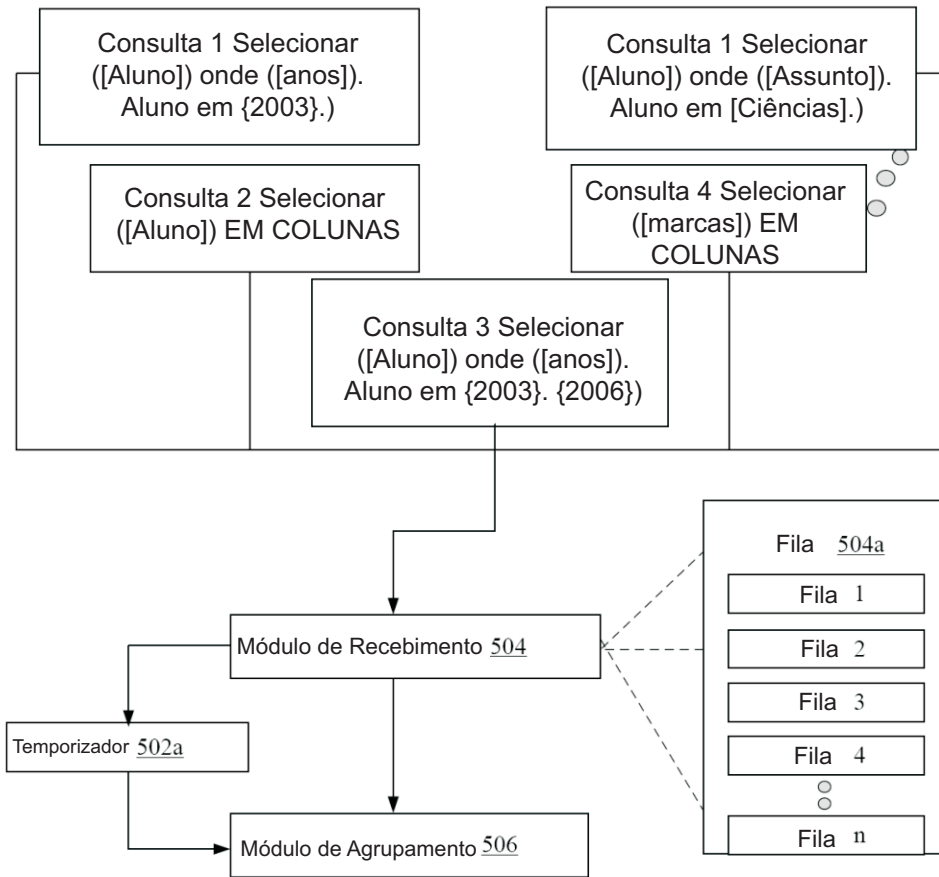 Consulta 1 Selecionar
([Aluno]) onde ([anos]).
Aluno em {2003}.)
Consulta 1 Selecionar
([Aluno]) onde ([Assunto]).
Aluno em [Ciências].)
Consulta 2 Selecionar
([Aluno]) EM COLUNAS
Consulta 4 Selecionar
([marcas]) EM
COLUNAS
Consulta 3 Selecionar
([Aluno]) onde ([anos]).
Aluno em {2003}. {2006})
Fila 504a
Fila 1
Fila 2
Fila 3
Fila 4
Fila n
Módulo de Recebimento 504
Temporizador 502a
Módulo de Agrupamento 506